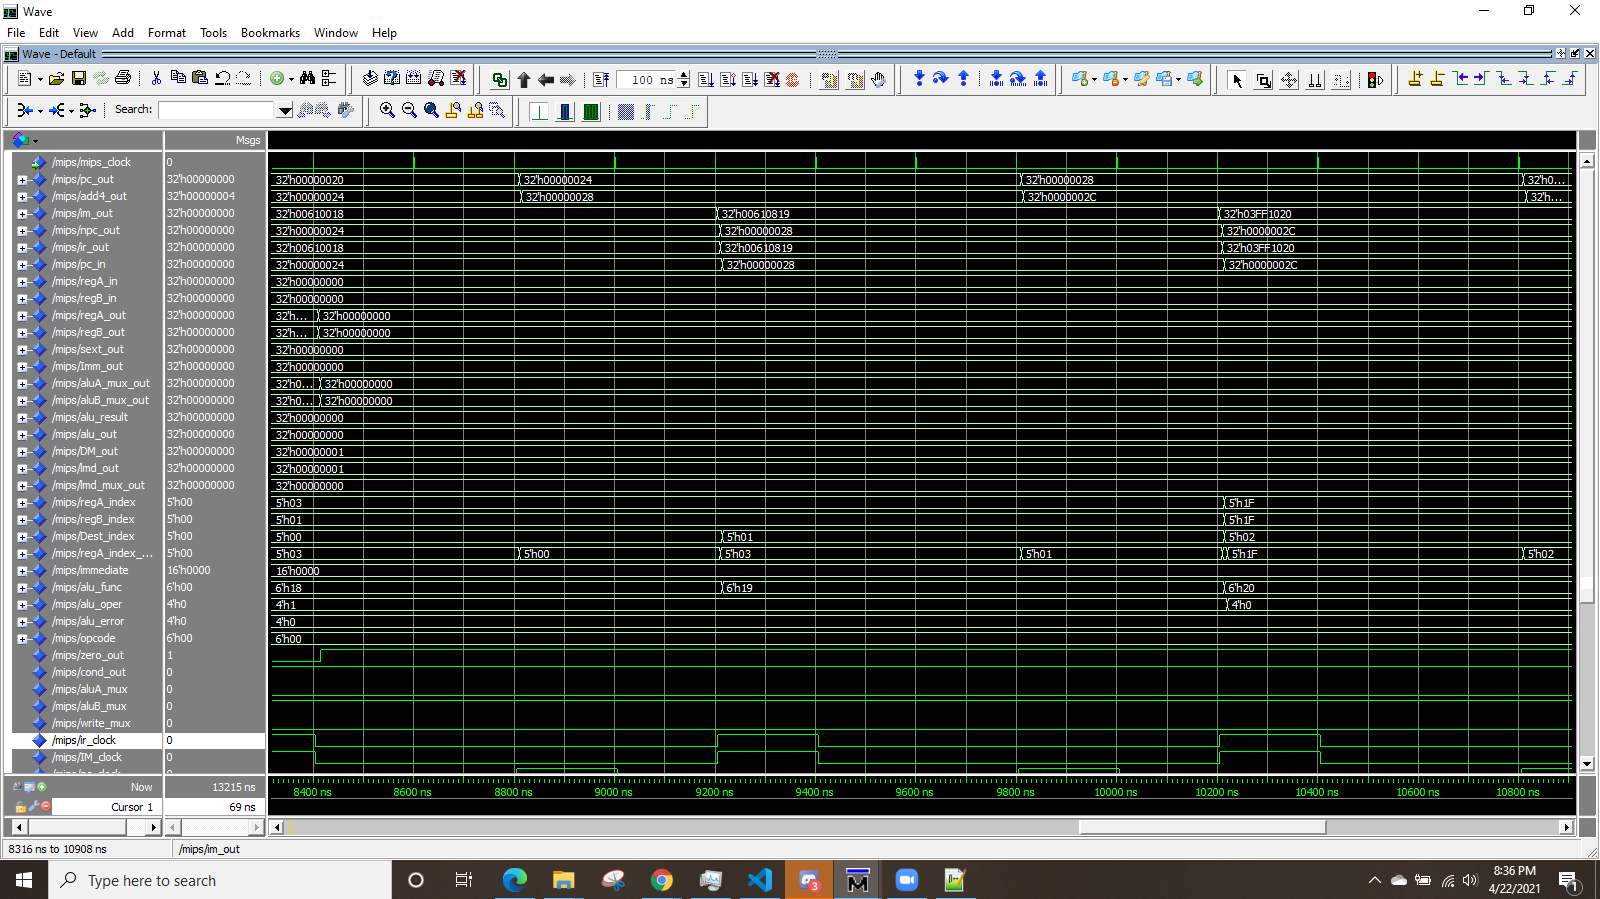 Wave
File Edit View Add Format Tools Bookmarks Window Help
Wave - Default
100 ns
Search:
Msgs
/mips/mips_clock 0
/mips/pc_out 32'h00000000 32'h00000020 32'h00000024 32'h00000028 32'h0...
/mips/add4_out 32'h00000004 32'h00000024 32'h00000028 32'h0000002C 32'h...
/mips/im_out 32'h00000000 32'h00610018 32'h00610819 32'h03FF1020
/mips/npc_out 32'h00000000 32'h00000024 32'h00000028 32'h0000002C
/mips/ir_out 32'h00000000 32'h00610018 32'h00610819 32'h03FF1020
/mips/pc_in 32'h00000000 32'h00000024 32'h00000028 32'h0000002C
/mips/regA_in 32'h00000000 32'h00000000
/mips/regB_in 32'h00000000 32'h00000000
/mips/regA_out 32'h00000000 32'h... 32'h00000000
/mips/regB_out 32'h00000000 32'h... 32'h00000000
/mips/sext_out 32'h00000000 32'h00000000
/mips/Imm_out 32'h00000000 32'h00000000
/mips/aluA_mux_out 32'h00000000 32'h0... 32'h00000000
/mips/aluB_mux_out 32'h00000000 32'h0... 32'h00000000
/mips/alu_result 32'h00000000 32'h00000000
/mips/alu_out 32'h00000000 32'h00000000
/mips/DM_out 32'h00000000 32'h00000001
/mips/lmd_out 32'h00000000 32'h00000001
/mips/lmd_mux_out 32'h00000000 32'h00000000
/mips/regA_index 5'h00 5'h03 5'h1F
/mips/regB_index 5'h00 5'h01 5'h1F
/mips/Dest_index 5'h00 5'h00 5'h01 5'h02
/mips/regA_index_... 5'h00 5'h03 5'h00 5'h03 5'h01 5'h1F 5'h02
/mips/immediate 16'h0000 16'h0000
/mips/alu_func 6'h00 6'h18 6'h19 6'h20
/mips/alu_oper 4'h0 4'h1 4'h0
/mips/alu_error 4'h0 4'h0
/mips/opcode 6'h00 6'h00
/mips/zero_out 1
/mips/cond_out 0
/mips/aluA_mux 0
/mips/aluB_mux 0
/mips/write_mux 0
/mips/ir_clock 0
/mips/IM_clock 0
Now 13215 ns 8400 ns 8600 ns 8800 ns 9000 ns 9200 ns 9400 ns 9600 ns 9800 ns 10000 ns 10200 ns 10400 ns 10600 ns 10800 ns
Cursor 1 69 ns
8316 ns to 10908 ns /mips/im_out
Type here to search
3
M
8:36 PM
4/22/2021
1